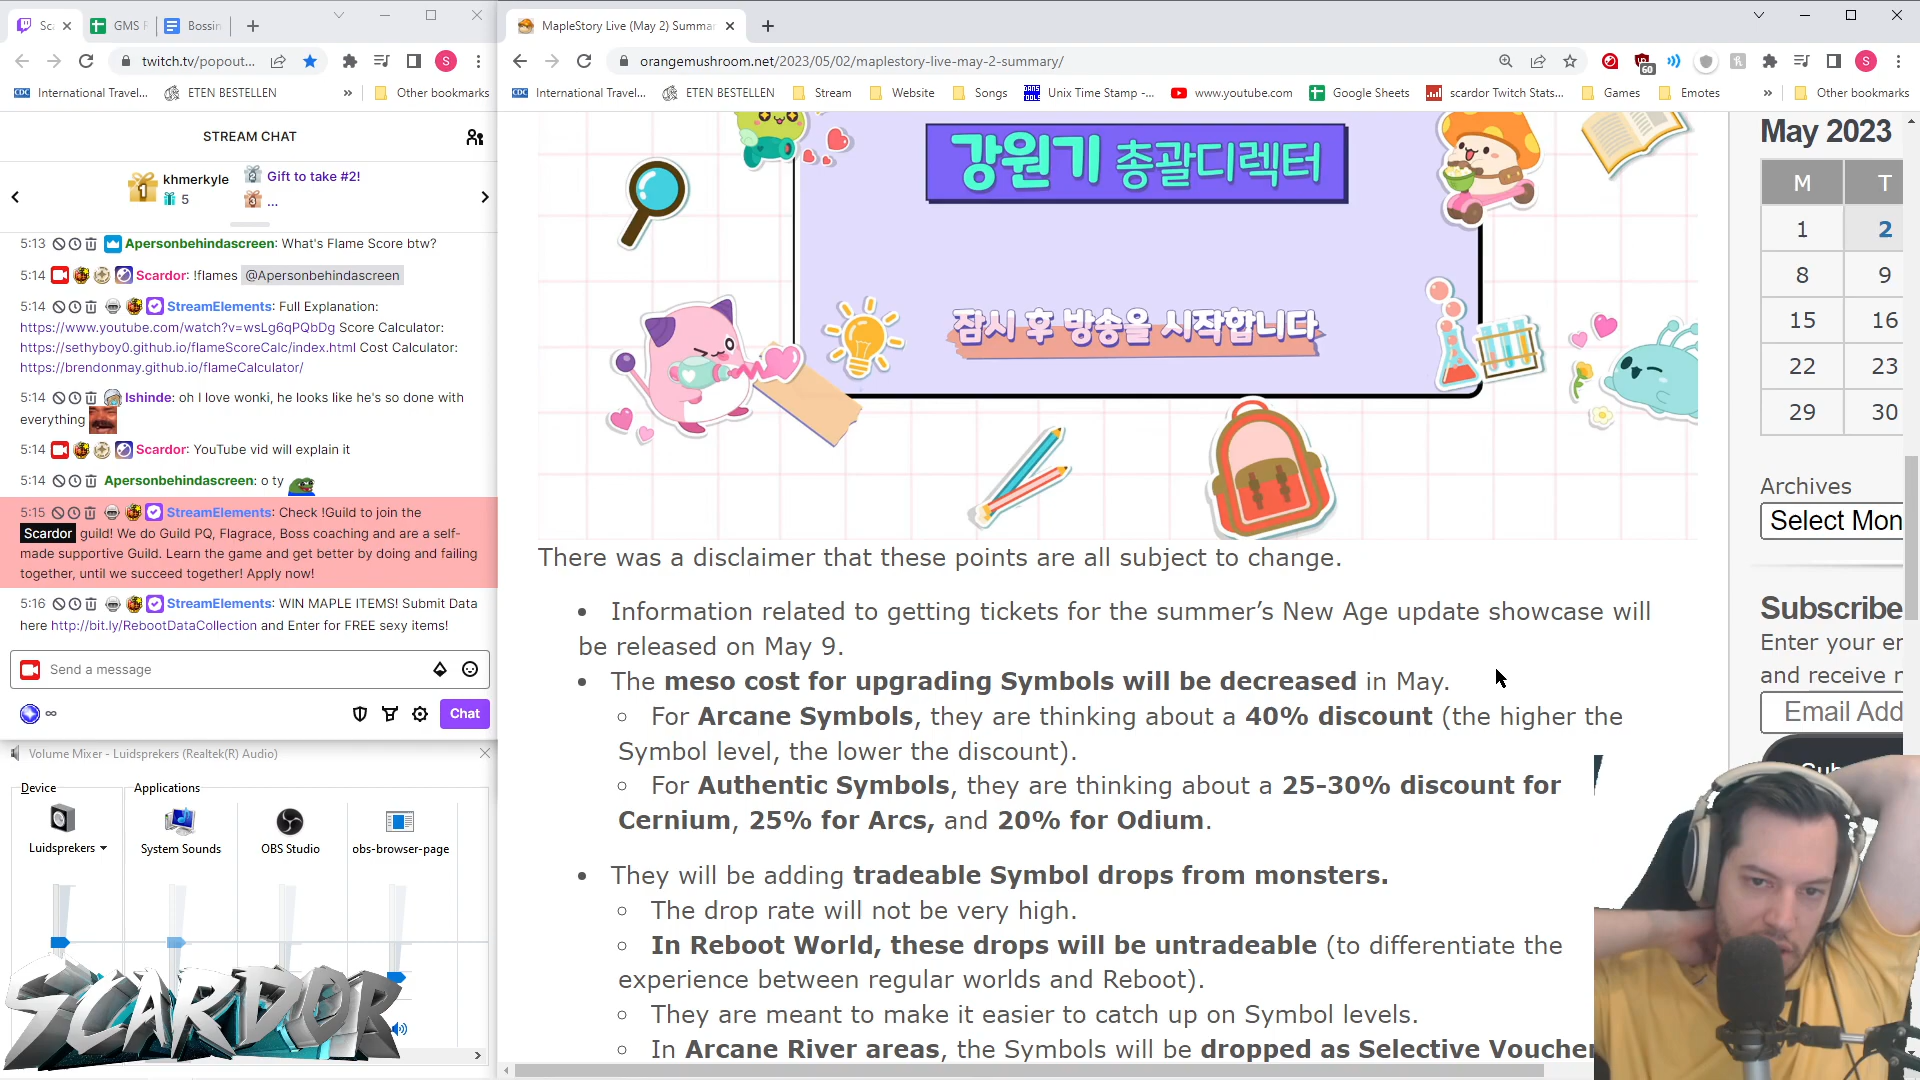 Sc
GMS F
Bossin
twitch.tv/popout...
International Travel...
ETEN BESTELLEN
»
Other bookmarks
STREAM CHAT
1
khmerkyle
5
2
Gift to take #2!
3
...
5:13 Apersonbehindascreen: What's Flame Score btw?
5:14 Scardor: !flames @Apersonbehindascreen
5:14 StreamElements: Full Explanation:
https://www.youtube.com/watch?v=wsLg6qPQbDg Score Calculator:
https://sethyboy0.github.io/flameScoreCalc/index.html Cost Calculator:
https://brendonmay.github.io/flameCalculator/
5:14 Ishinde: oh I love wonki, he looks like he's so done with
everything
5:14 Scardor: YouTube vid will explain it
5:14 Apersonbehindascreen: o ty
5:15 StreamElements: Check !Guild to join the
Scardor guild! We do Guild PQ, Flagrace, Boss coaching and are a self-
made supportive Guild. Learn the game and get better by doing and failing
together, until we succeed together! Apply now!
5:16 StreamElements: WIN MAPLE ITEMS! Submit Data
here http://bit.ly/RebootDataCollection and Enter for FREE sexy items!
Send a message
∞
Chat
Volume Mixer - Luidsprekers (Realtek(R) Audio)
Device
Applications
Luidsprekers
System Sounds
OBS Studio
obs-browser-page
SCARDOR
MapleStory Live (May 2) Summar
orangemushroom.net/2023/05/02/maplestory-live-may-2-summary/
60
S
International Travel...
ETEN BESTELLEN
Stream
Website
Songs
Unix Time Stamp -...
www.youtube.com
Google Sheets
scardor Twitch Stats...
Games
Emotes
»
Other bookmarks
강원기 총괄디렉터
잠시 후 방송을 시작합니다
There was a disclaimer that these points are all subject to change.
• Information related to getting tickets for the summer's New Age update showcase will
be released on May 9.
• The meso cost for upgrading Symbols will be decreased in May.
○ For Arcane Symbols, they are thinking about a 40% discount (the higher the
Symbol level, the lower the discount).
○ For Authentic Symbols, they are thinking about a 25-30% discount for
Cernium, 25% for Arcs, and 20% for Odium.
• They will be adding tradeable Symbol drops from monsters.
○ The drop rate will not be very high.
○ In Reboot World, these drops will be untradeable (to differentiate the
experience between regular worlds and Reboot).
○ They are meant to make it easier to catch up on Symbol levels.
○ In Arcane River areas, the Symbols will be dropped as Selective Voucher
May 2023
M T
1 2
8 9
15 16
22 23
29 30
Archives
Select Mon
Subscribe
Enter your er
and receive r
Email Add